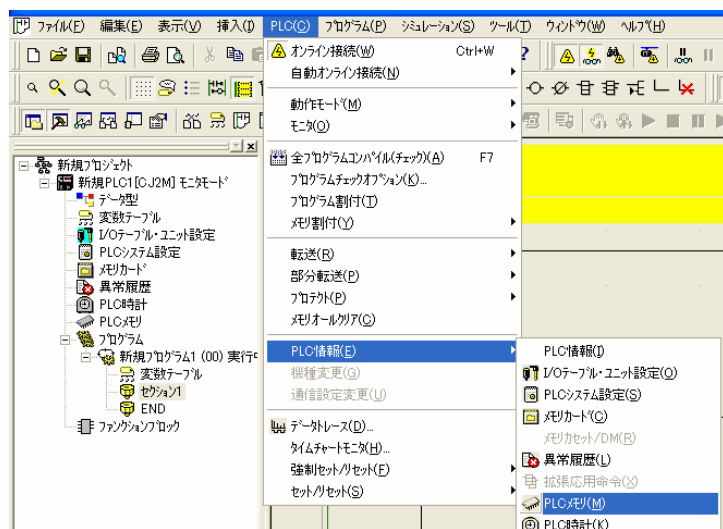 ファイル(F) 編集(E) 表示(V) 挿入(I) PLC(C) プログラム(P) シミュレーション(S) ツール(T) ウィンドウ(W) ヘルプ(H)
オンライン接続(W) Ctrl+W
自動オンライン接続(N)
動作モード(M)
モニタ(O)
全プログラムコンパイル(チェック)(A) F7
プログラムチェックオプション(K)...
プログラム割付(T)
メモリ割付(Y)
転送(R)
部分転送(P)
プロテクト(P)
メモリオールクリア(C)
PLC情報(E)
機種変更(G)
通信設定変更(U)
データトレース(D)...
タイムチャートモニタ(H)...
強制セット/リセット(F)
セット/リセット(S)
PLC情報(I)
I/Oテーブル・ユニット設定(O)
PLCシステム設定(S)
メモリカード(C)
メモリカセット/DM(R)
異常履歴(L)
拡張応用命令(X)
PLCメモリ(M)
PLC時計(K)
新規プロジェクト
新規PLC1[CJ2M] モニタモード
データ型
変数テーブル
I/Oテーブル・ユニット設定
PLCシステム設定
メモリカード
異常履歴
PLC時計
PLCメモリ
プログラム
新規プログラム1 (00) 実行
変数テーブル
セクション1
END
ファンクションブロック